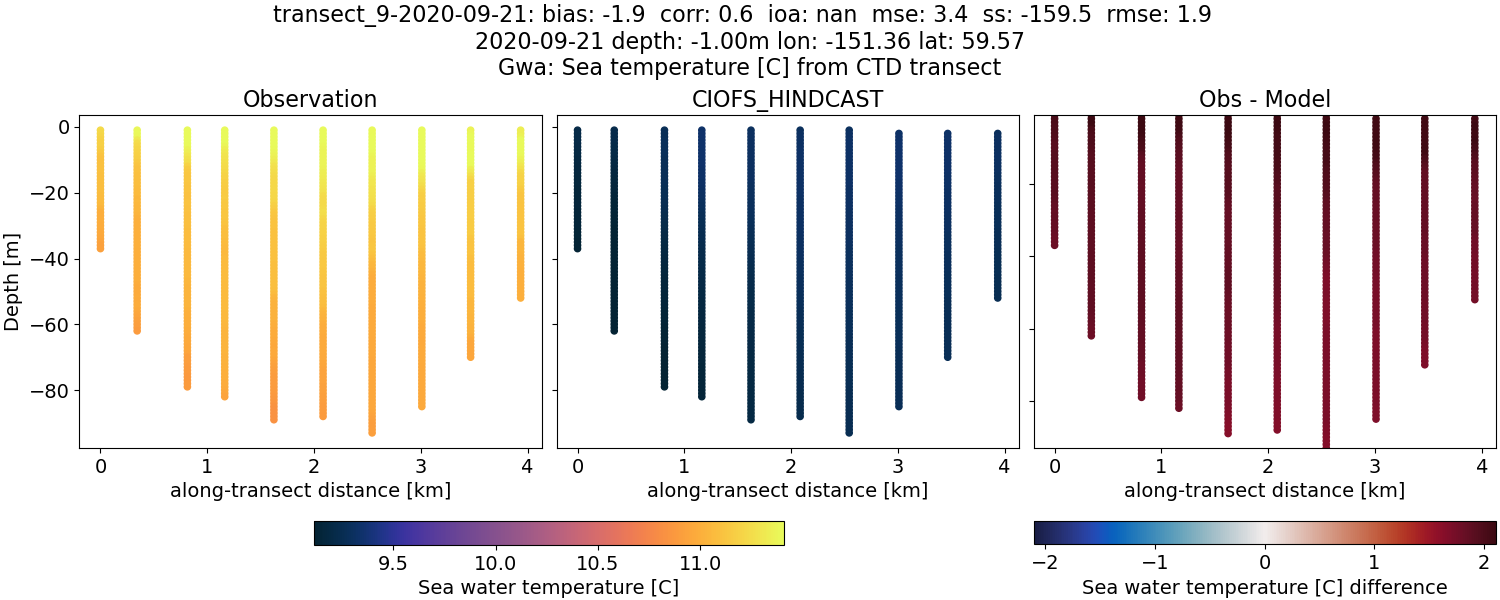 transect_9-2020-09-21: bias: -1.9  corr: 0.6  ioa: nan  mse: 3.4  ss: -159.5  rmse: 1.9
2020-09-21 depth: -1.00m lon: -151.36 lat: 59.57
Gwa: Sea temperature [C] from CTD transect
Observation
CIOFS_HINDCAST
Obs - Model
Depth [m]
0
−20
−40
−60
−80
0 1 2 3 4
0 1 2 3 4
0 1 2 3 4
along-transect distance [km]
along-transect distance [km]
along-transect distance [km]
9.5 10.0 10.5 11.0
Sea water temperature [C]
−2 −1 0 1 2
Sea water temperature [C] difference